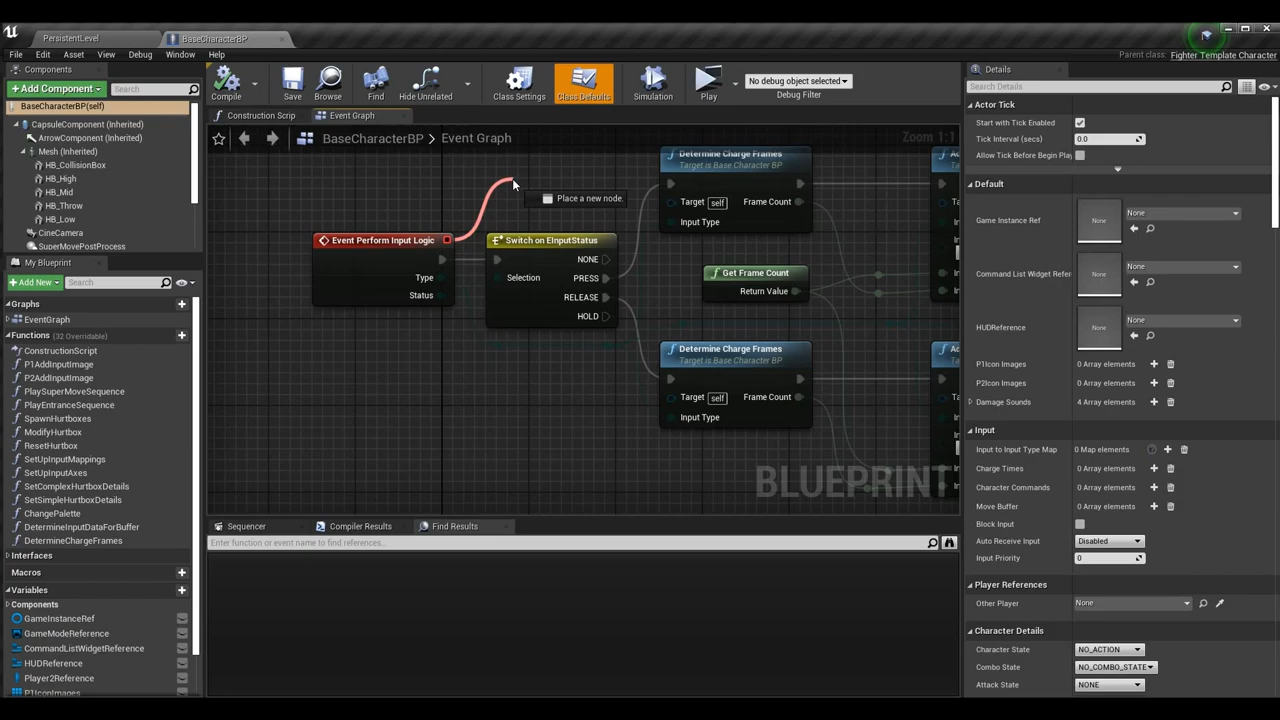 PersistentLevel
BaseCharacterBP
File Edit Asset View Debug Window Help
Parent class: Fighter Template Character
Components
+ Add Component
Search
BaseCharacterBP(self)
CapsuleComponent (Inherited)
ArrowComponent (Inherited)
Mesh (Inherited)
HB_CollisionBox
HB_High
HB_Mid
HB_Throw
HB_Low
CineCamera
SuperMovePostProcess
My Blueprint
+ Add New
Search
Graphs
EventGraph
Functions (32 Overridable)
ConstructionScript
P1AddInputImage
P2AddInputImage
PlaySuperMoveSequence
PlayEntranceSequence
SpawnHurtboxes
ModifyHurtbox
ResetHurtbox
SetUpInputMappings
SetUpInputAxes
SetComplexHurtboxDetails
SetSimpleHurtboxDetails
ChangePalette
DetermineInputDataForBuffer
DetermineChargeFrames
Interfaces
Macros
Variables
Components
GameInstanceRef
GameModeReference
CommandListWidgetReference
HUDReference
Player2Reference
P1IconImages
Compile
Save
Browse
Find
Hide Unrelated
Class Settings
Class Defaults
Simulation
Play
No debug object selected
Debug Filter
Construction Scrip
Event Graph
BaseCharacterBP > Event Graph
Zoom 1:1
Place a new node.
Event Perform Input Logic
Type
Status
Switch on EInputStatus
NONE
Selection PRESS
RELEASE
HOLD
Determine Charge Frames
Target is Base Character BP
Target self Frame Count
Input Type
Get Frame Count
Return Value
Determine Charge Frames
Target is Base Character BP
Target self Frame Count
Input Type
BLUEPRINT
Sequencer
Compiler Results
Find Results
Enter function or event name to find references...
Details
Search Details
Actor Tick
Start with Tick Enabled
Tick Interval (secs) 0.0
Allow Tick Before Begin Play
Default
Game Instance Ref None None
Command List Widget Refer None None
HUDReference None None
P1Icon Images 0 Array elements
P2Icon Images 0 Array elements
Damage Sounds 4 Array elements
Input
Input to Input Type Map 0 Map elements
Charge Times 0 Array elements
Character Commands 0 Array elements
Move Buffer 0 Array elements
Block Input
Auto Receive Input Disabled
Input Priority 0
Player References
Other Player None
Character Details
Character State NO_ACTION
Combo State NO_COMBO_STATE
Attack State NONE